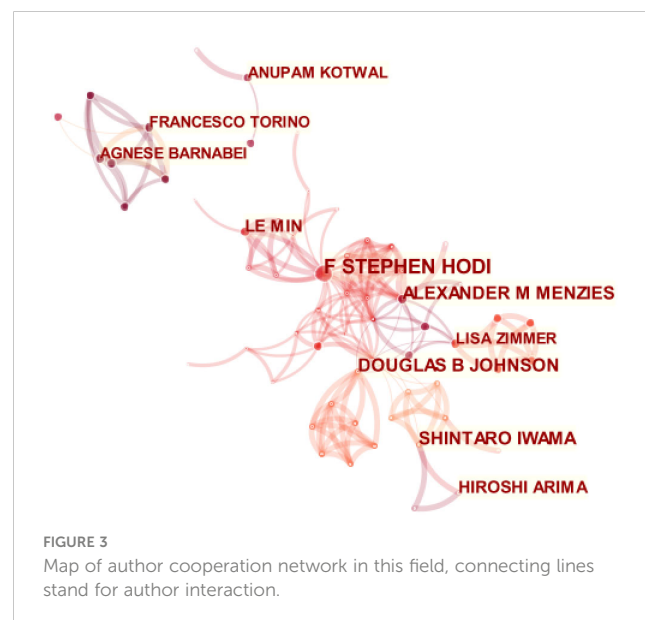 ANUPAM KOTWAL
FRANCESCO TORINO
AGNESE BARNABEI
LE MIN
F STEPHEN HODI
ALEXANDER M MENZIES
LISA ZIMMER
DOUGLAS B JOHNSON
SHINTARO IWAMA
HIROSHI ARIMA
FIGURE 3
Map of author cooperation network in this field, connecting lines
stand for author interaction.